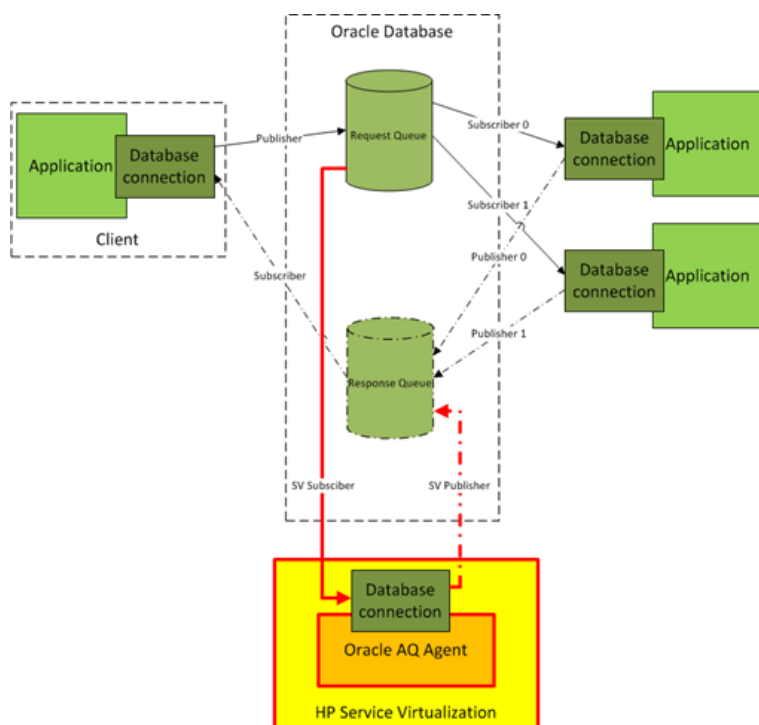 Oracle Database
Request Queue
Application
Database
connection
Client
Publisher
Subscriber
Subscriber 0
Subscriber 1
Publisher 0
Publisher 1
Database
connection
Application
Database
connection
Application
Response Queue
SV Subsciber
SV Publisher
Database
connection
Oracle AQ Agent
HP Service Virtualization